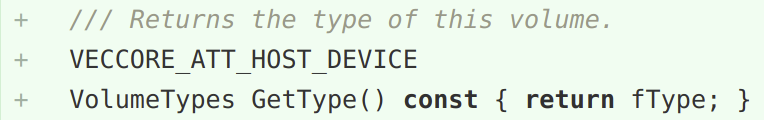 + /// Returns the type of this volume.
+ VECCORE_ATT_HOST_DEVICE
+ VolumeTypes GetType() const { return fType; }